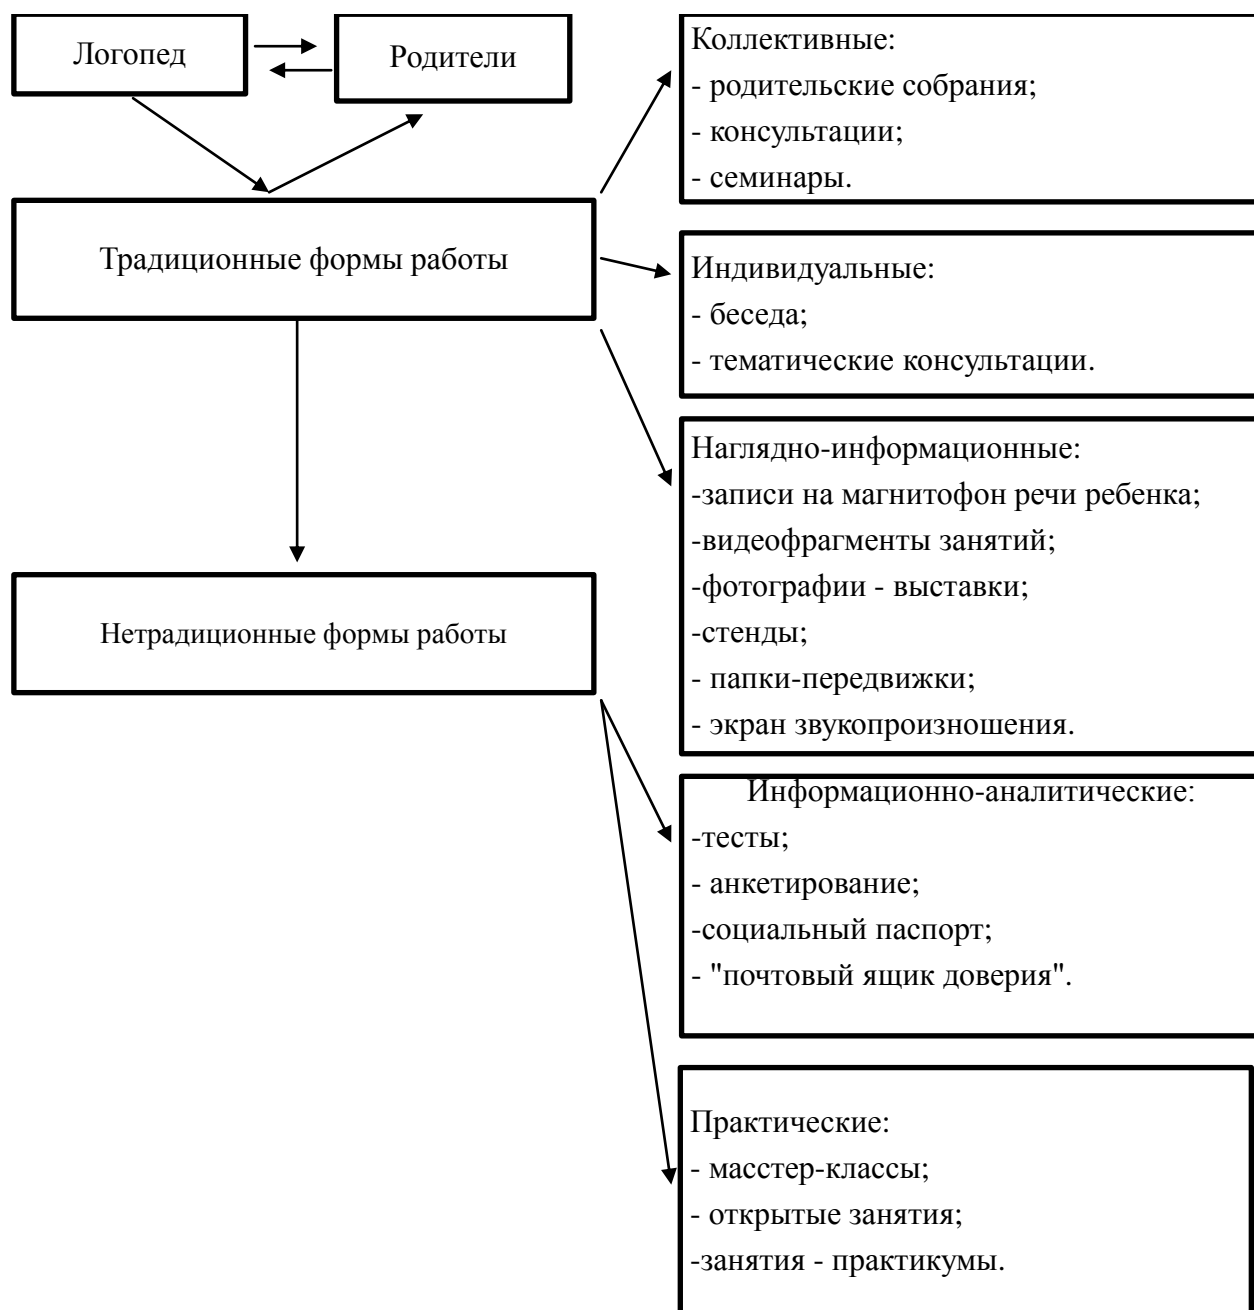 Логопед
Родители
Коллективные:
- родительские собрания;
- консультации;
- семинары.
Традиционные формы работы
Индивидуальные:
- беседа;
- тематические консультации.
Наглядно-информационные:
-записи на магнитофон речи ребенка;
-видеофрагменты занятий;
-фотографии - выставки;
-стенды;
- папки-передвижки;
- экран звукопроизношения.
Нетрадиционные формы работы
Информационно-аналитические:
-тесты;
- анкетирование;
-социальный паспорт;
- "почтовый ящик доверия".
Практические:
- масстер-классы;
- открытые занятия;
-занятия - практикумы.